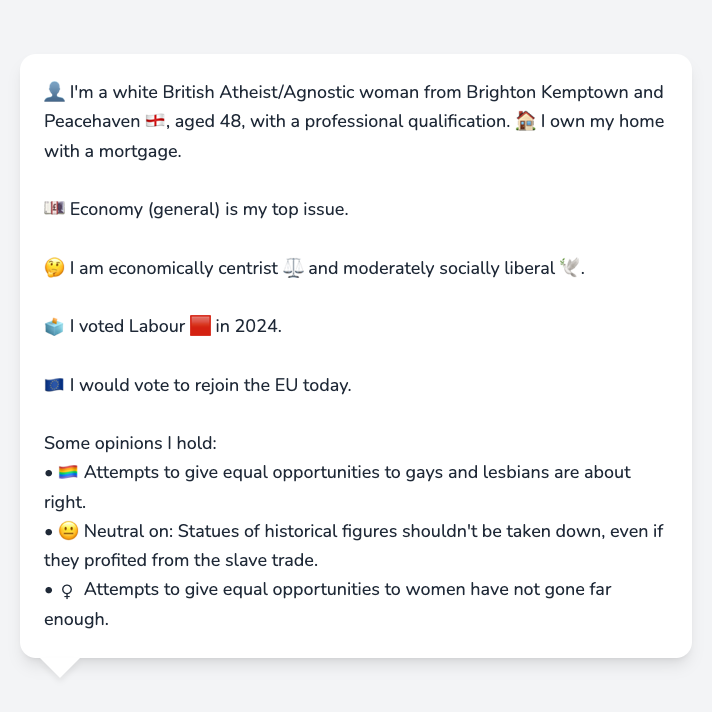 👤 I'm a white British Atheist/Agnostic woman from Brighton Kemptown and
Peacehaven 🏴󠁧󠁢󠁥󠁮󠁧󠁿, aged 48, with a professional qualification. 🏠 I own my home
with a mortgage.
💷 Economy (general) is my top issue.
🤔 I am economically centrist ⚖️ and moderately socially liberal 🕊️.
🗳️ I voted Labour 🟥 in 2024.
🇪🇺 I would vote to rejoin the EU today.
Some opinions I hold:
• 🏳️‍🌈 Attempts to give equal opportunities to gays and lesbians are about
right.
• 😐 Neutral on: Statues of historical figures shouldn't be taken down, even if
they profited from the slave trade.
• ♀ Attempts to give equal opportunities to women have not gone far
enough.